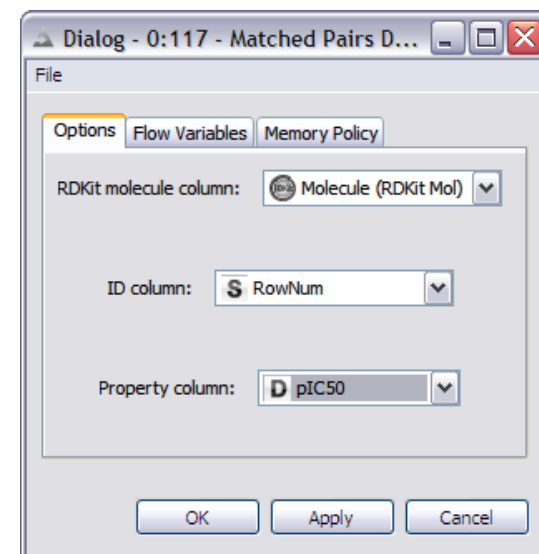 Dialog - 0:117 - Matched Pairs D...
File
Options Flow Variables Memory Policy
RDKit molecule column: Molecule (RDKit Mol)
ID column: S RowNum
Property column: D pIC50
OK Apply Cancel